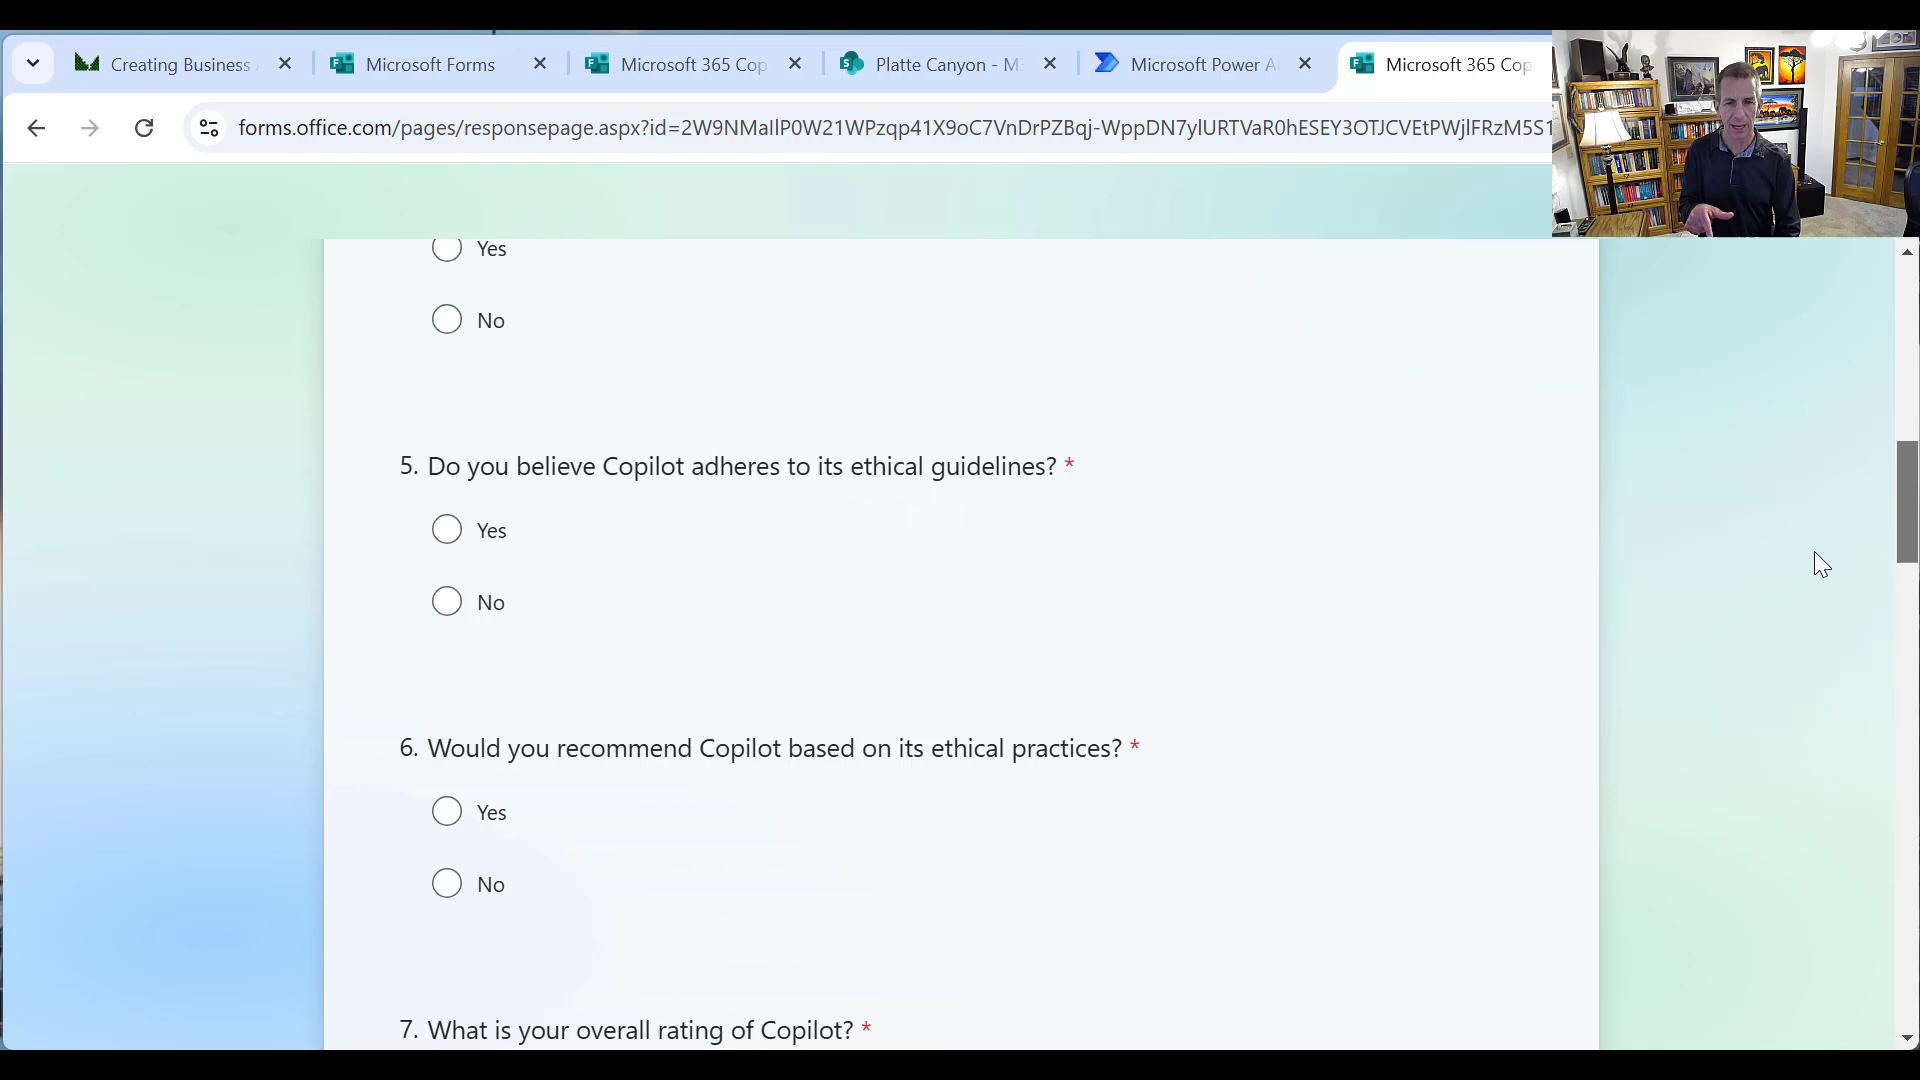 Creating Business
Microsoft Forms
Microsoft 365 Cop
Platte Canyon - M
Microsoft Power A
Microsoft 365 Cop
forms.office.com/pages/responsepage.aspx?id=2W9NMaIlP0W21WPzqp41X9oC7VnDrPZBqj-WppDN7ylURTVaR0hESEY3OTJCVEtPWjlFRzM5S1
Yes
No
5. Do you believe Copilot adheres to its ethical guidelines? *
Yes
No
6. Would you recommend Copilot based on its ethical practices? *
Yes
No
7. What is your overall rating of Copilot? *